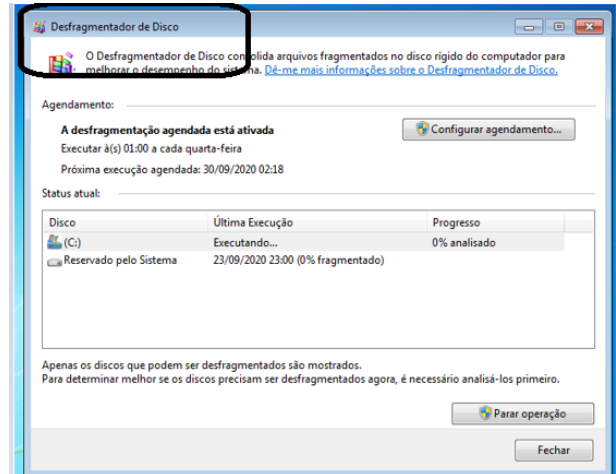 Desfragmentador de Disco
O Desfragmentador de Disco consolida arquivos fragmentados no disco rígido do computador para
melhorar o desempenho do sistema. Dê-me mais informações sobre o Desfragmentador de Disco.
Agendamento:
A desfragmentação agendada está ativada
Configurar agendamento...
Executar à(s) 01:00 a cada quarta-feira
Próxima execução agendada: 30/09/2020 02:18
Status atual:
Disco Última Execução Progresso
(C:) Executando... 0% analisado
Reservado pelo Sistema 23/09/2020 23:00 (0% fragmentado)
Apenas os discos que podem ser desfragmentados são mostrados.
Para determinar melhor se os discos precisam ser desfragmentados agora, é necessário analisá-los primeiro.
Parar operação
Fechar